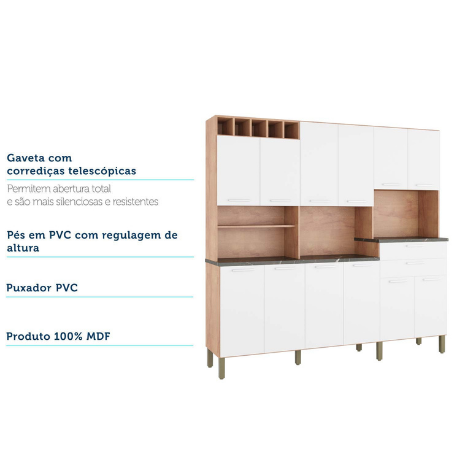 Gaveta com
corrediças telescópicas
Permitem abertura total
e são mais silenciosas e resistentes
Pés em PVC com regulagem de
altura
Puxador PVC
Produto 100% MDF